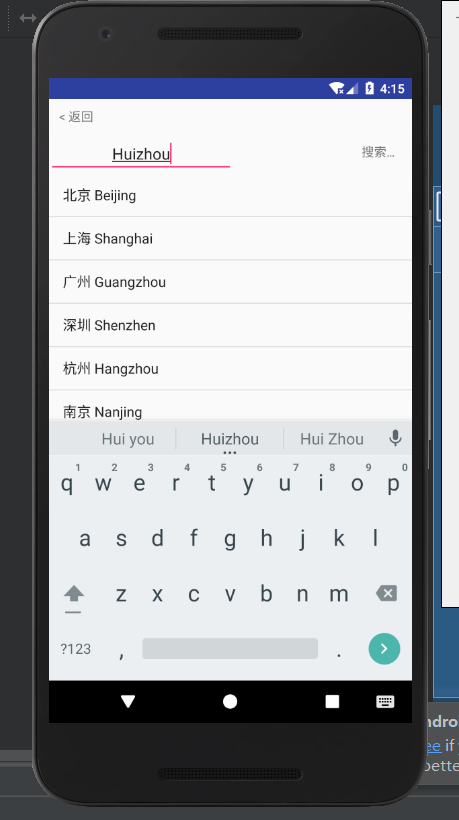 4:15
< 返回
Huizhou
搜索...
北京 Beijing
上海 Shanghai
广州 Guangzhou
深圳 Shenzhen
杭州 Hangzhou
南京 Nanjing
Hui you Huizhou Hui Zhou
1 2 3 4 5 6 7 8 9 0
q w e r t y u i o p
a s d f g h j k l
z x c v b n m
?123 , .
ndro
ee if
bette